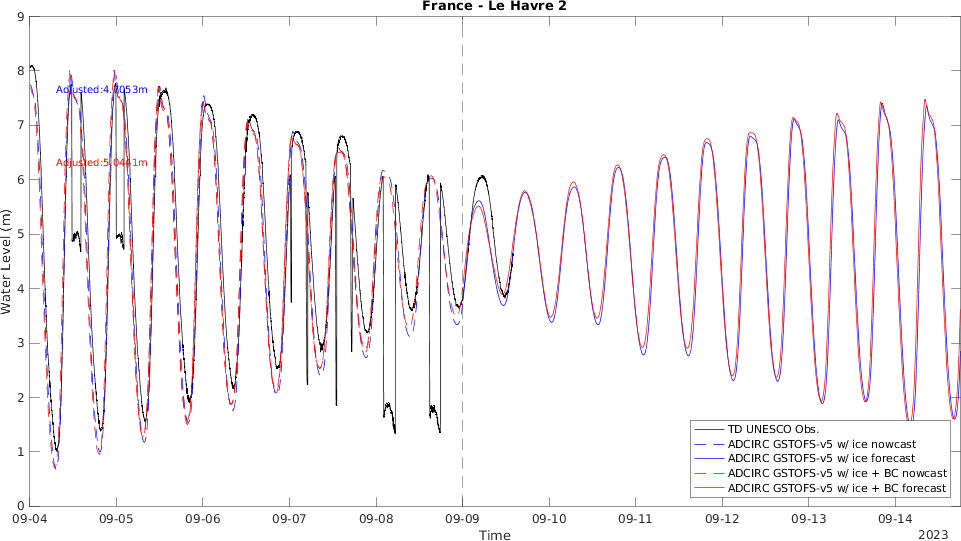 France - Le Havre 2
9
8
7
6
5
4
3
2
1
0
Water Level (m)
Adjusted:4.7053m
Adjusted:5.0441m
TD UNESCO Obs.
ADCIRC GSTOFS-v5 w/ ice nowcast
ADCIRC GSTOFS-v5 w/ ice forecast
ADCIRC GSTOFS-v5 w/ ice + BC nowcast
ADCIRC GSTOFS-v5 w/ ice + BC forecast
09-04 09-05 09-06 09-07 09-08 09-09 09-10 09-11 09-12 09-13 09-14
Time
2023